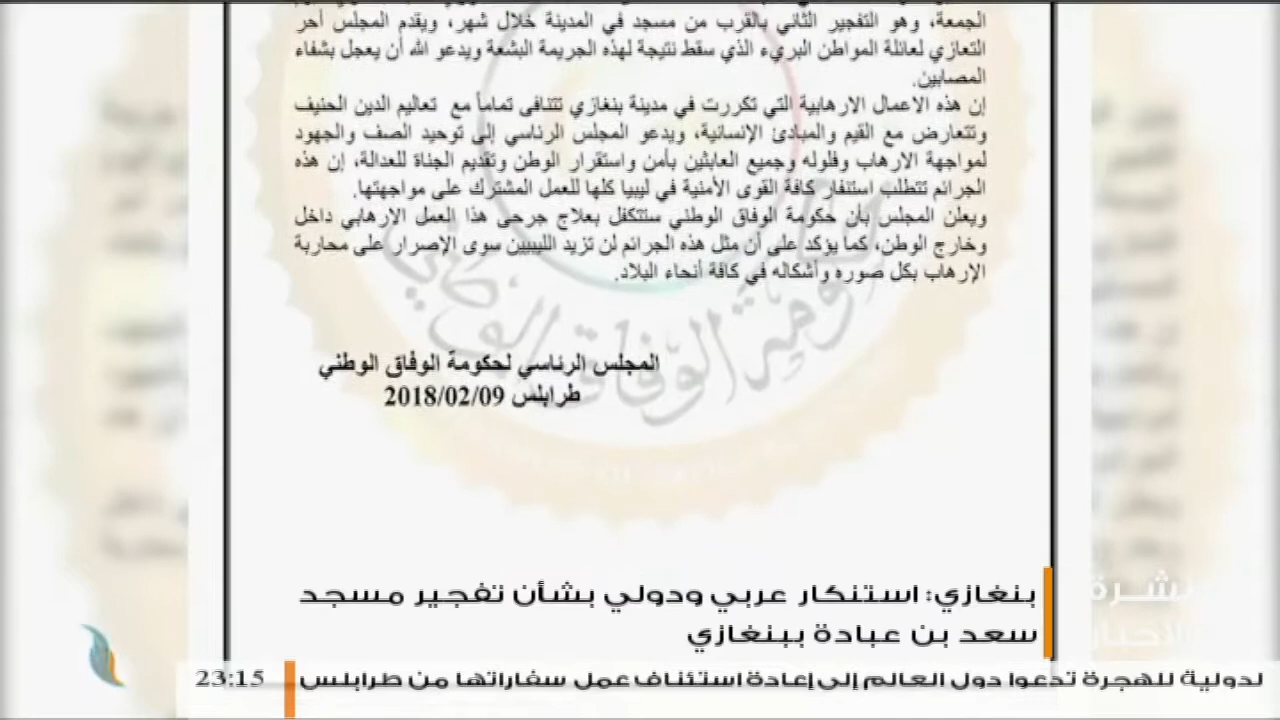 الجمعة، وهو التفجير الثاني بالقرب من مسجد في المدينة خلال شهر، ويقدم المجلس أحر
التعازي لعائلة المواطن البريء الذي سقط نتيجة لهذه الجريمة البشعة ويدعو الله أن يعجل بشفاء
المصابين.
إن هذه الاعمال الارهابية التي تكررت في مدينة بنغازي تتنافى تماماً مع تعاليم الدين الحنيف
وتتعارض مع القيم والمبادئ الإنسانية، ويدعو المجلس الرئاسي إلى توحيد الصف والجهود
لمواجهة الارهاب وفلوله وجميع العابثين بأمن واستقرار الوطن وتقديم الجناة للعدالة، إن هذه
الجرائم تتطلب استنفار كافة القوى الأمنية في ليبيا كلها للعمل المشترك على مواجهتها.
ويعلن المجلس بأن حكومة الوفاق الوطني ستتكفل بعلاج جرحى هذا العمل الارهابي داخل
وخارج الوطن، كما يؤكد على أن مثل هذه الجرائم لن تزيد الليبيين سوى الإصرار على محاربة
الإرهاب بكل صوره وأشكاله في كافة أنحاء البلاد.
حكومة الوفاق الوطني
المجلس الرئاسي لحكومة الوفاق الوطني
طرابلس 2018/02/09
نشرة
الأخبار
بنغازي: استنكار عربي ودولي بشأن تفجير مسجد
سعد بن عبادة ببنغازي
لدولية للهجرة تدعوا دول العالم إلى إعادة استئناف عمل سفاراتها من طرابلس
23:15